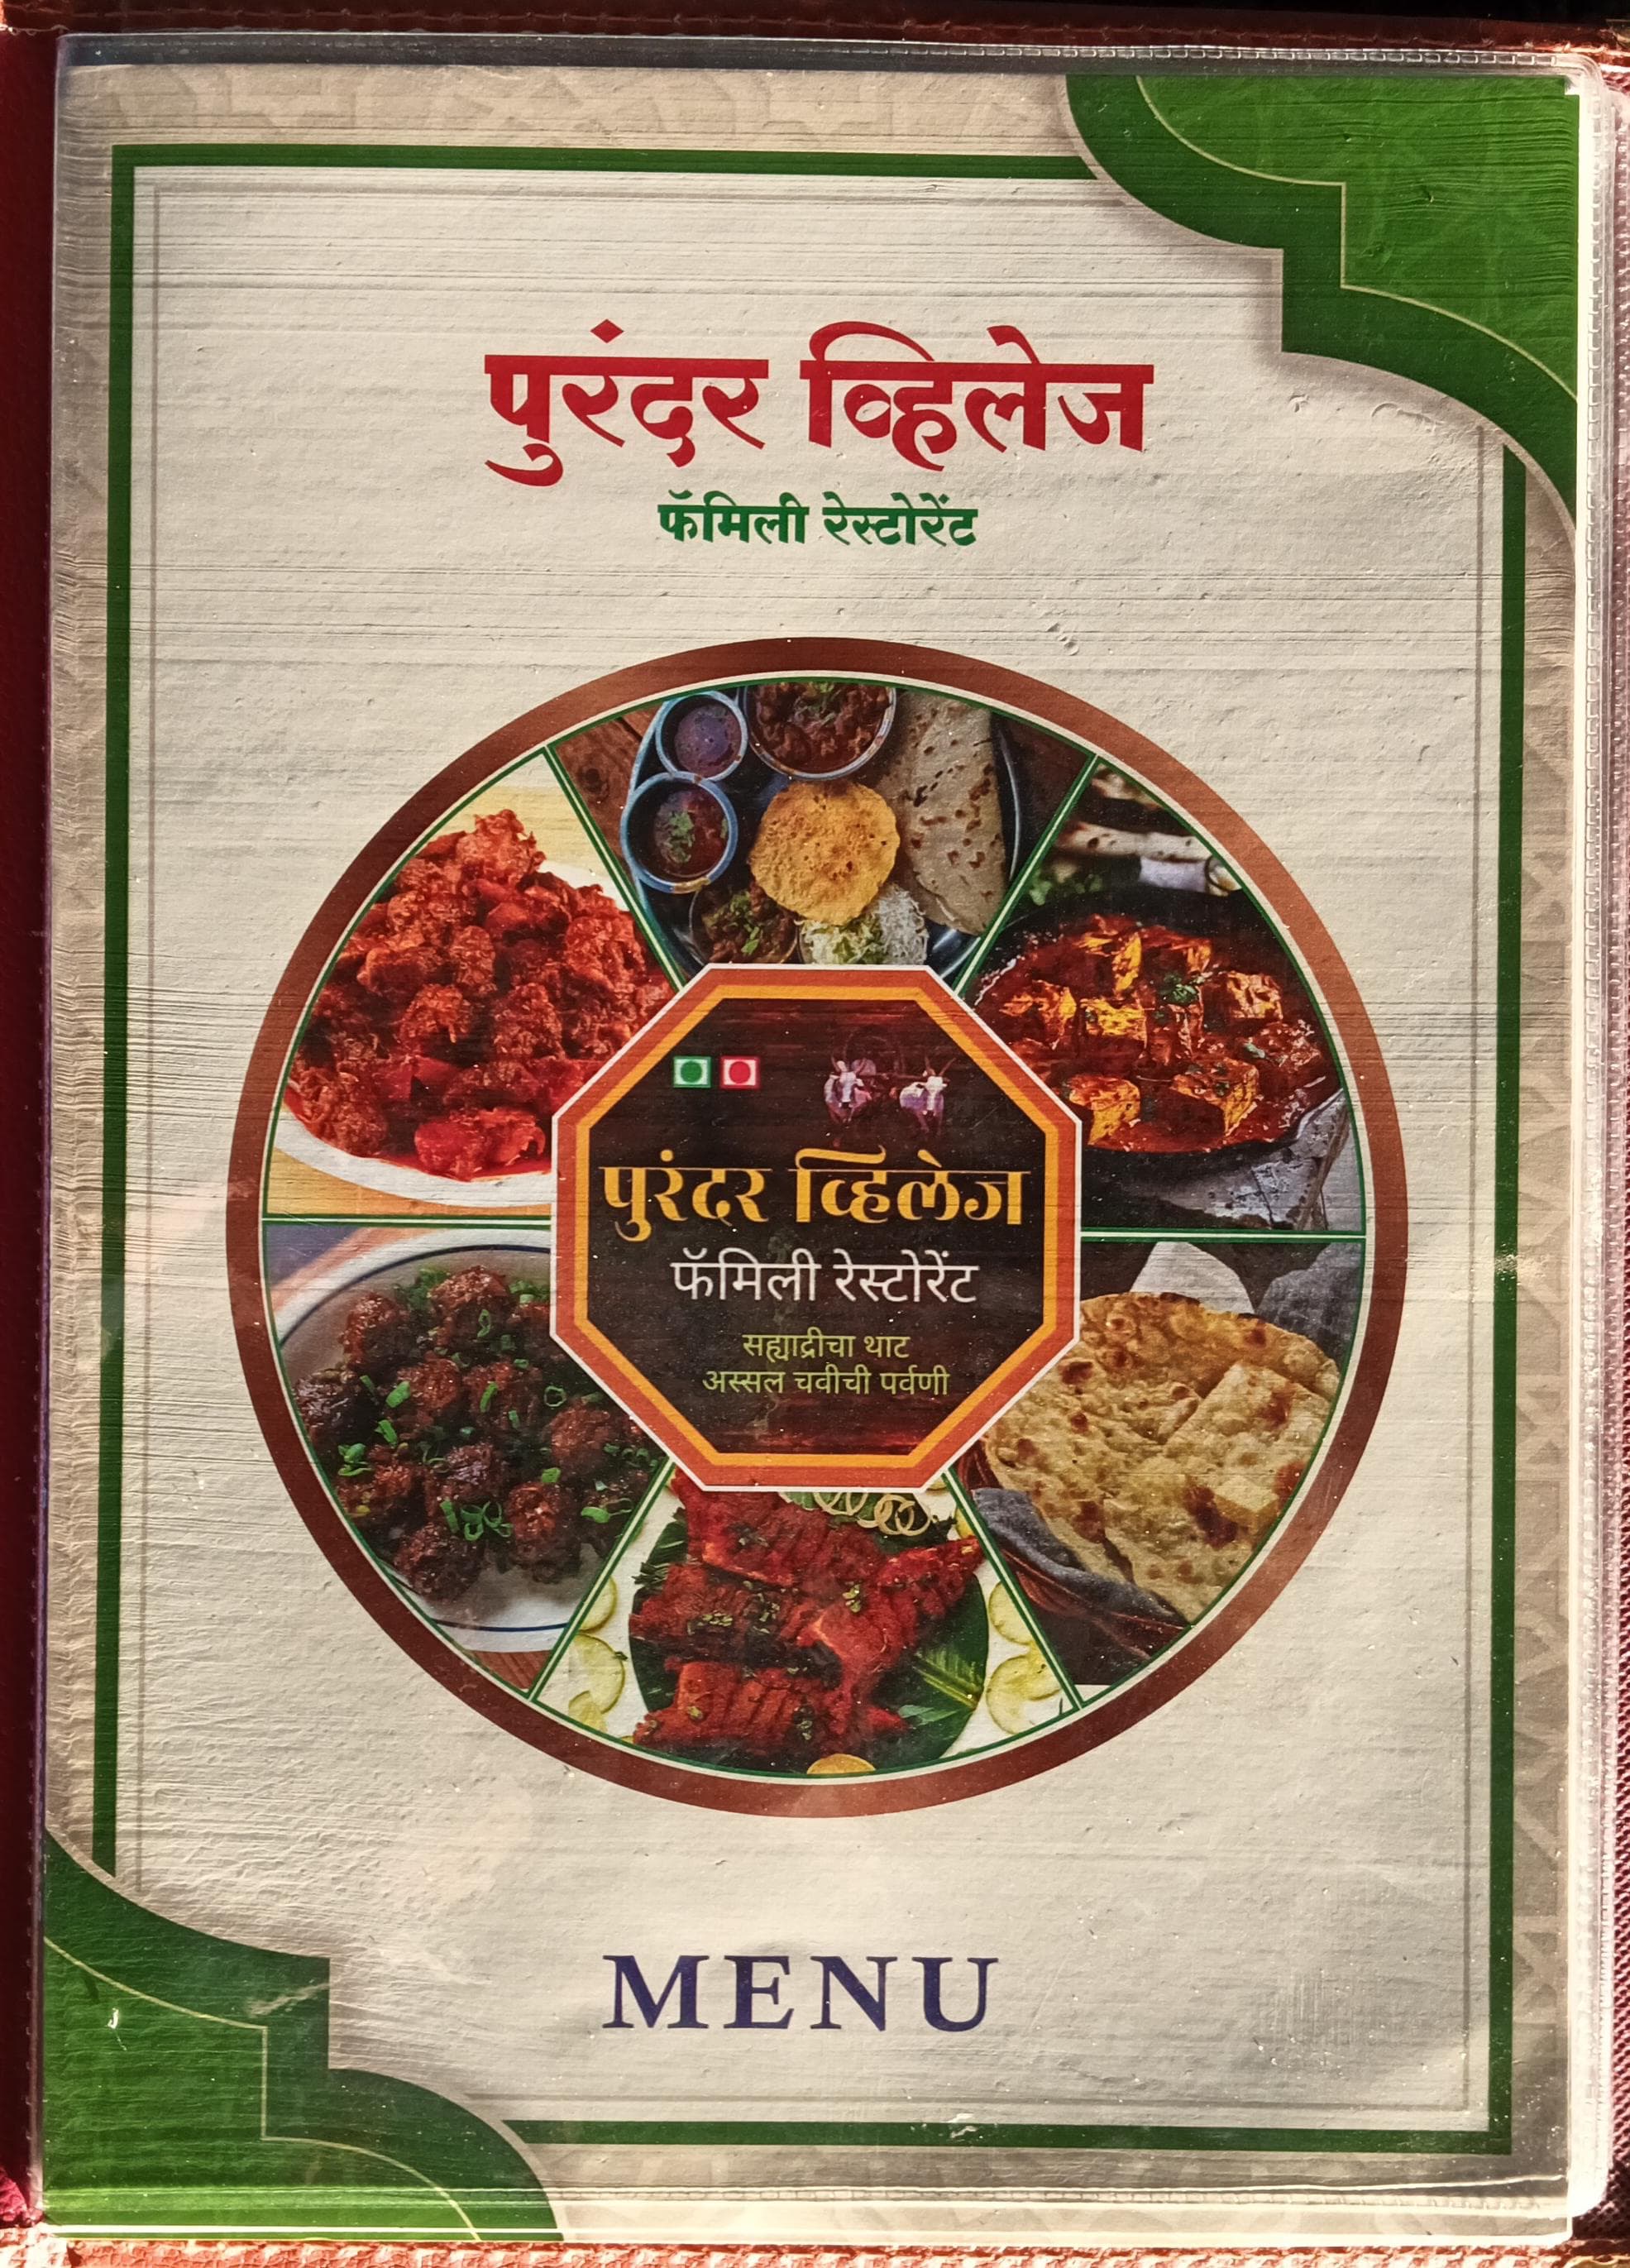 पुरंदर व्हिलेज
फॅमिली रेस्टोरेंट
पुरंदर व्हिलेज
फॅमिली रेस्टोरेंट
सह्याद्रीचा थाट
अस्सल चवीची पर्वणी
MENU